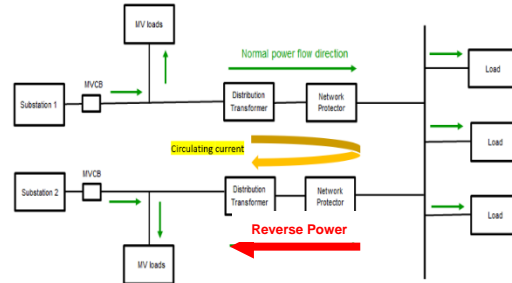 MV loads
Normal power flow direction
MVCB
Substation 1
Distribution
Transformer
Network
Protector
Load
Circulating current
Load
MVCB
Substation 2
Distribution
Transformer
Network
Protector
Load
Reverse Power
MV loads